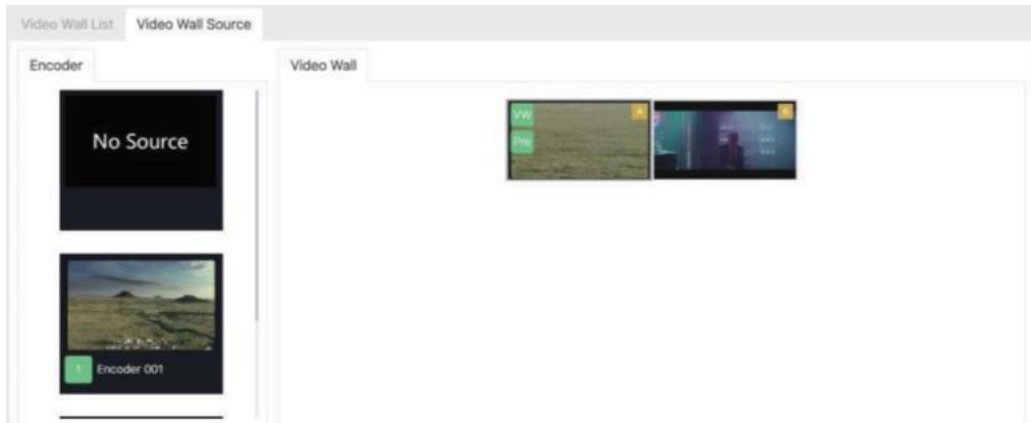 Video Wall List
Video Wall Source
Encoder
Video Wall
No Source
VW
A
Pre
1
Encoder 001